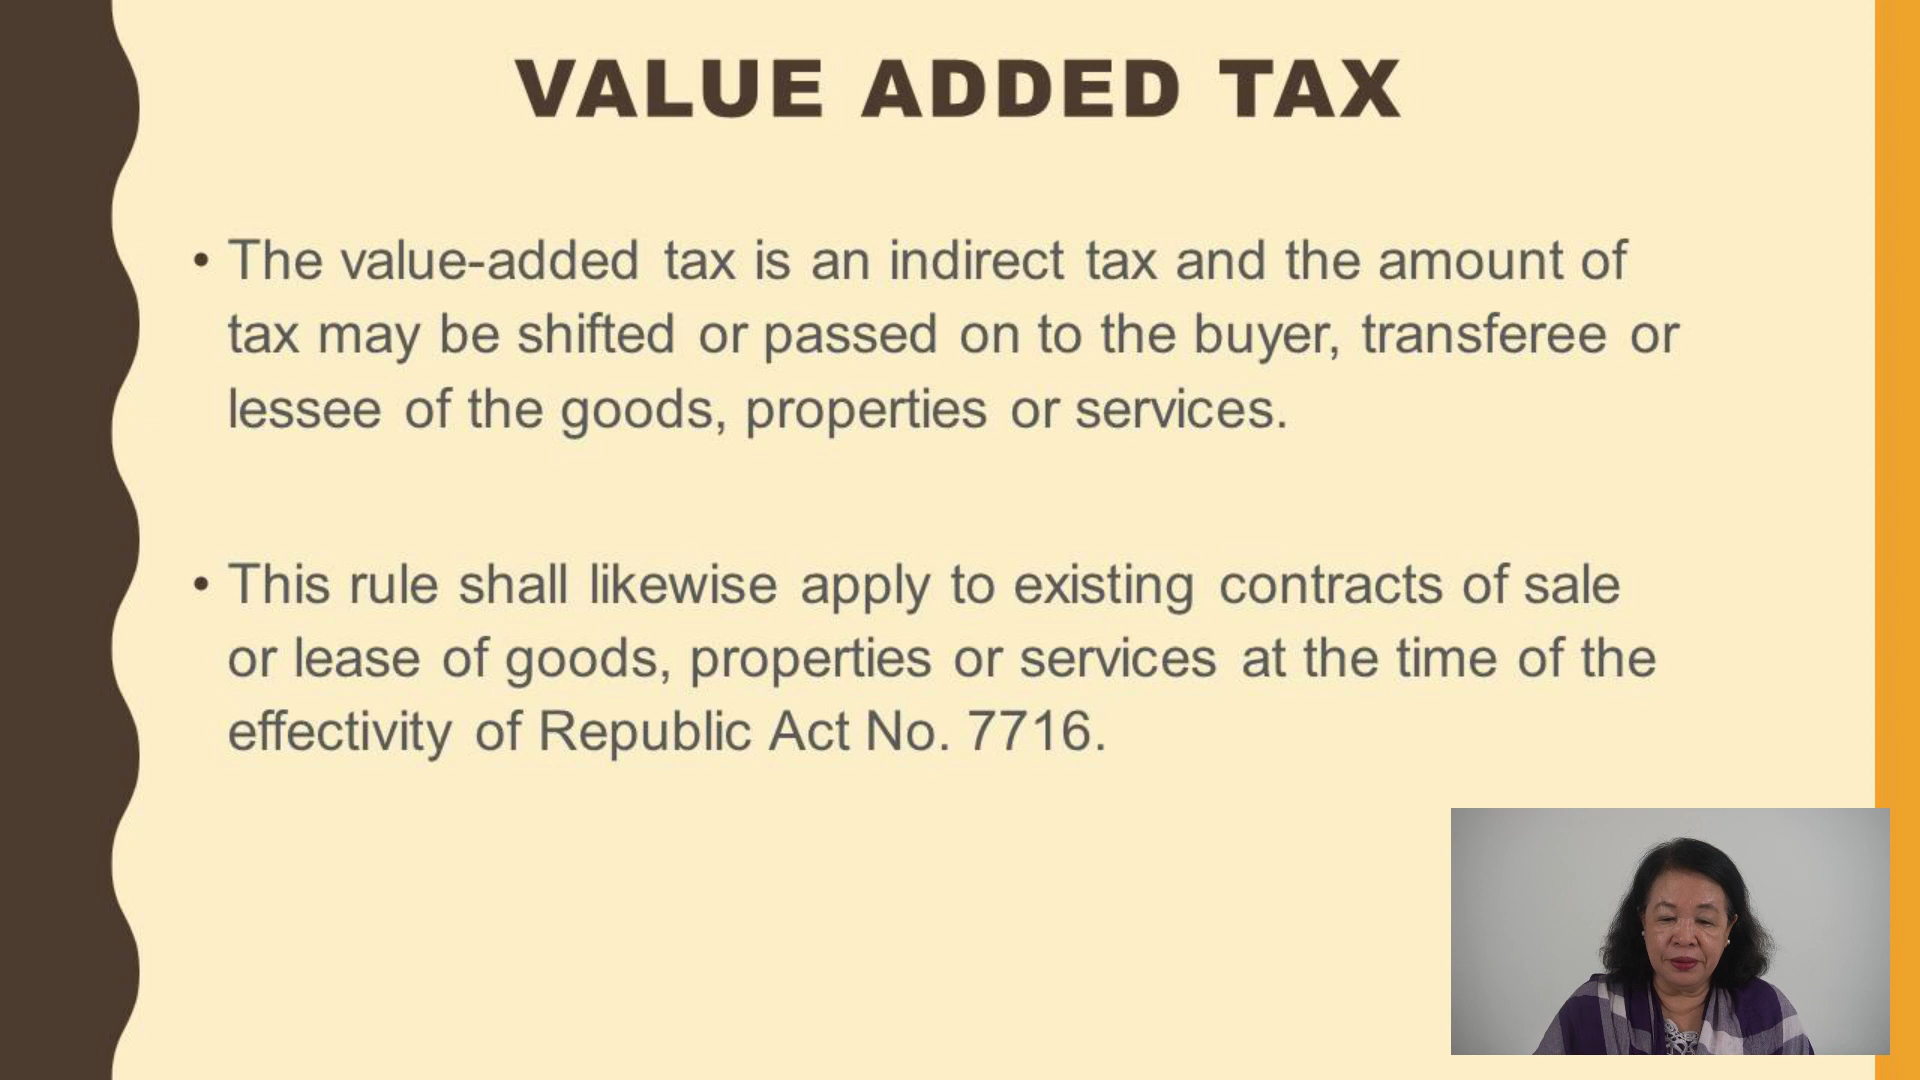 VALUE ADDED TAX
• The value-added tax is an indirect tax and the amount of
tax may be shifted or passed on to the buyer, transferee or
lessee of the goods, properties or services.
• This rule shall likewise apply to existing contracts of sale
or lease of goods, properties or services at the time of the
effectivity of Republic Act No. 7716.